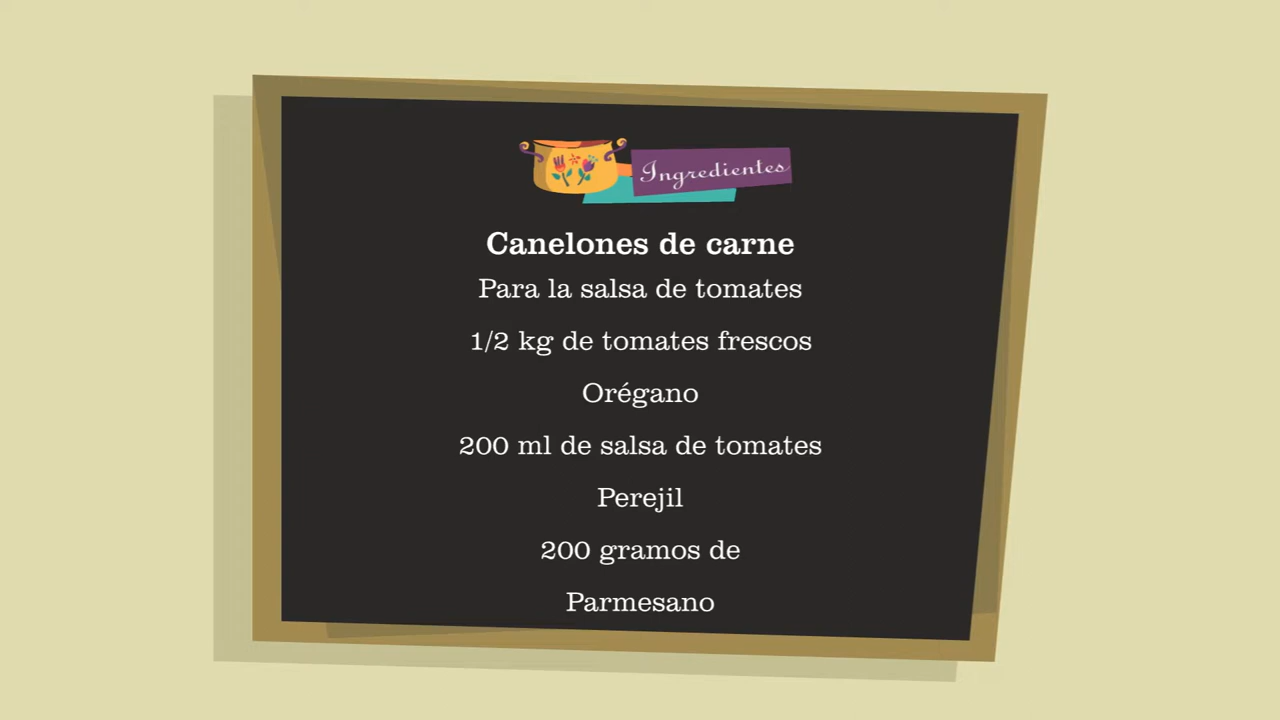 Ingredientes
Canelones de carne
Para la salsa de tomates
1/2 kg de tomates frescos
Orégano
200 ml de salsa de tomates
Perejil
200 gramos de
Parmesano